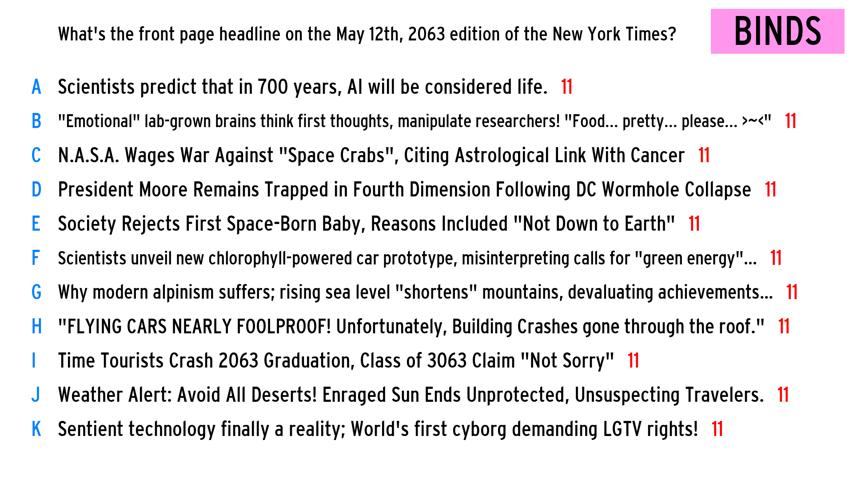 What's the front page headline on the May 12th, 2063 edition of the New York Times?
BINDS
A Scientists predict that in 700 years, AI will be considered life. 11
B "Emotional" lab-grown brains think first thoughts, manipulate researchers! "Food... pretty... please... >~<" 11
C N.A.S.A. Wages War Against "Space Crabs", Citing Astrological Link With Cancer 11
D President Moore Remains Trapped in Fourth Dimension Following DC Wormhole Collapse 11
E Society Rejects First Space-Born Baby, Reasons Included "Not Down to Earth" 11
F Scientists unveil new chlorophyll-powered car prototype, misinterpreting calls for "green energy"... 11
G Why modern alpinism suffers; rising sea level "shortens" mountains, devaluating achievements... 11
H "FLYING CARS NEARLY FOOLPROOF! Unfortunately, Building Crashes gone through the roof." 11
I Time Tourists Crash 2063 Graduation, Class of 3063 Claim "Not Sorry" 11
J Weather Alert: Avoid All Deserts! Enraged Sun Ends Unprotected, Unsuspecting Travelers. 11
K Sentient technology finally a reality; World's first cyborg demanding LGTV rights! 11